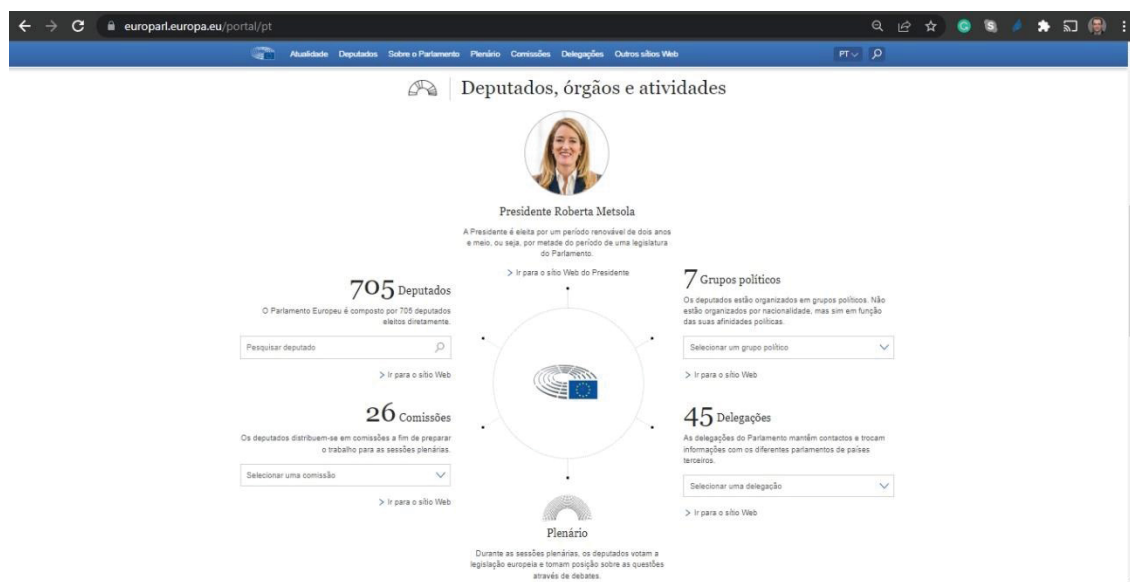 europarl.europa.eu/portal/pt
Atualidade Deputados Sobre o Parlamento Plenário Comissões Delegações Outros sítios Web PT
Deputados, órgãos e atividades
Presidente Roberta Metsola
A Presidente é eleita por um período renovável de dois anos
e meio, ou seja, por metade do período de uma legislatura
do Parlamento.
Ir para o sítio Web do Presidente
705 Deputados
O Parlamento Europeu é composto por 705 deputados
eleitos diretamente.
Pesquisar deputado
Ir para o sítio Web
7 Grupos políticos
Os deputados estão organizados em grupos políticos. Não
estão organizados por nacionalidade, mas sim em função
das suas afinidades políticas.
Selecionar um grupo político
Ir para o sítio Web
26 Comissões
Os deputados distribuem-se em comissões a fim de preparar
o trabalho para as sessões plenárias.
Selecionar uma comissão
Ir para o sítio Web
45 Delegações
As delegações do Parlamento mantêm contactos e trocam
informações com os diferentes parlamentos de países
terceiros.
Selecionar uma delegação
Ir para o sítio Web
Plenário
Durante as sessões plenárias, os deputados votam a
legislação europeia e tomam posição sobre as questões
através de debates.